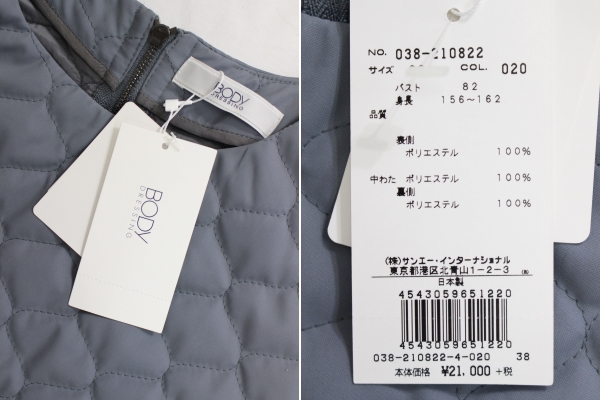 BODY
DRESSING
BODY
DRESSING
NO. 038-210822
サイズ COL. 020
バスト 82
身長 156～162
品質
表側
ポリエステル 100%
中わた ポリエステル 100%
裏側
ポリエステル 100%
(株)サンエー・インターナショナル
東京都港区北青山1-2-3
日本製
4543059651220
4543059651220
038-210822-4-020 38
本体価格 ¥21,000 +税